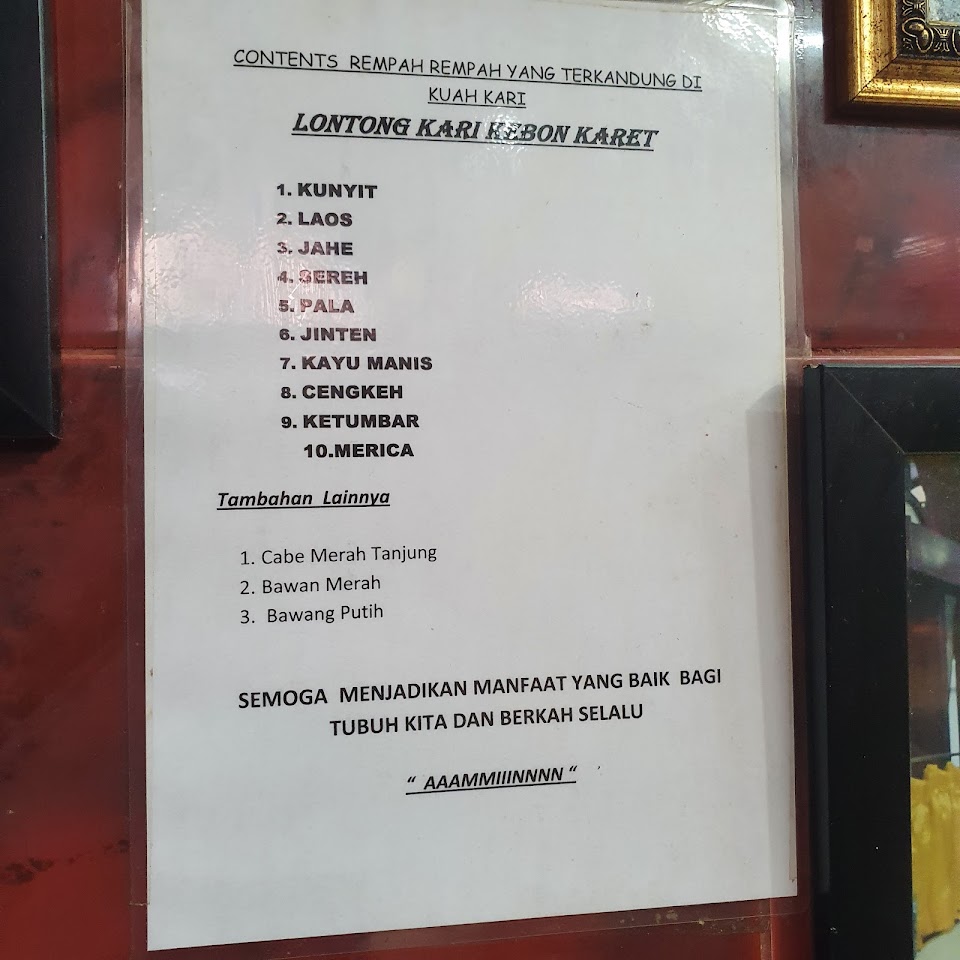 CONTENTS REMPAH REMPAH YANG TERKANDUNG DI
KUAH KARI
LONTONG KARI KEBON KARET
1. KUNYIT
2. LAOS
3. JAHE
4. SEREH
5. PALA
6. JINTEN
7. KAYU MANIS
8. CENGKEH
9. KETUMBAR
10.MERICA
Tambahan Lainnya
1. Cabe Merah Tanjung
2. Bawan Merah
3. Bawang Putih
SEMOGA MENJADIKAN MANFAAT YANG BAIK BAGI
TUBUH KITA DAN BERKAH SELALU
“ AAAMMIIINNNN “